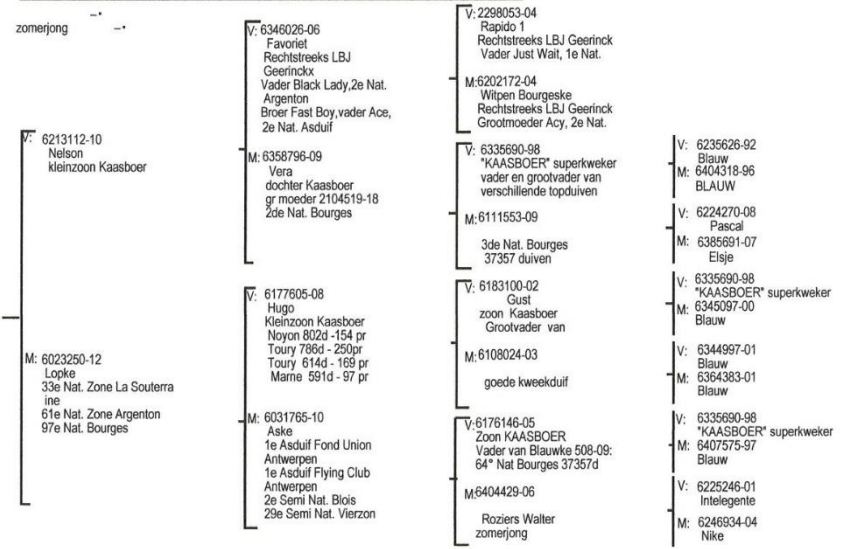 zomerjong
V: 6213112-10
Nelson
kleinzoon Kaasboer
M: 6023250-12
Lopke
33e Nat. Zone La Souterra
ine
61e Nat. Zone Argenton
97e Nat. Bourges
V: 6346026-06
Favoriet
Rechtstreeks LBJ
Geerinckx
Vader Black Lady,2e Nat.
Argenton
Broer Fast Boy,vader Ace,
2e Nat. Asduif
M: 6358796-09
Vera
dochter Kaasboer
gr moeder 2104519-18
2de Nat. Bourges
V: 6177605-08
Hugo
Kleinzoon Kaasboer
Noyon 802d -154 pr
Toury 786d - 250pr
Toury 614d - 169 pr
Marne 591d - 97 pr
M: 6031765-10
Aske
1e Asduif Fond Union
Antwerpen
1e Asduif Flying Club
Antwerpen
2e Semi Nat. Blois
29e Semi Nat. Vierzon
V: 2298053-04
Rapido 1
Rechtstreeks LBJ Geerinck
Vader Just Wait, 1e Nat.
M:6202172-04
Witpen Bourgeske
Rechtstreeks LBJ Geerinck
Grootmoeder Acy, 2e Nat.
V: 6335690-98
"KAASBOER" superkweker
vader en grootvader van
verschillende topduiven
M:6111553-09
3de Nat. Bourges
37357 duiven
V: 6183100-02
Gust
zoon Kaasboer
Grootvader van
M:6108024-03
goede kweekduif
V:6176146-05
Zoon KAASBOER
Vader van Blauwke 508-09:
64° Nat Bourges 37357d
M:6404429-06
Roziers Walter
zomerjong
V: 6235626-92
Blauw
M: 6404318-96
BLAUW
V: 6224270-08
Pascal
M: 6385691-07
Elsje
V: 6335690-98
"KAASBOER" superkweker
M: 6345097-00
Blauw
V: 6344997-01
Blauw
M: 6364383-01
Blauw
V: 6335690-98
"KAASBOER" superkweker
M: 6407575-97
Blauw
V: 6225246-01
Intelegente
M: 6246934-04
Nike